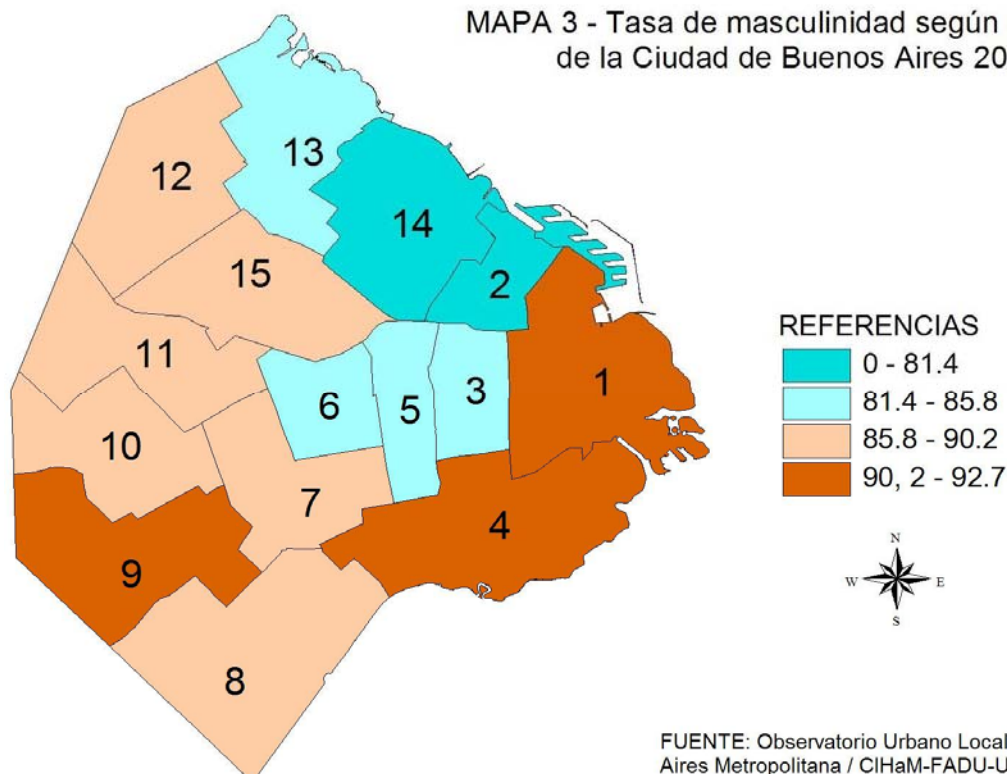 MAPA 3 - Tasa de masculinidad según
de la Ciudad de Buenos Aires 20
12
13
14
15
2
11
1
6
5
3
10
7
4
9
8
REFERENCIAS
0 - 81.4
81.4 - 85.8
85.8 - 90.2
90, 2 - 92.7
N
W
E
S
FUENTE: Observatorio Urbano Local
Aires Metropolitana / CIHaM-FADU-U